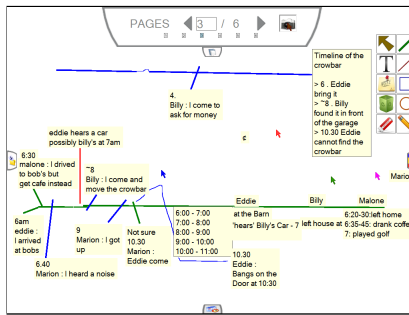 PAGES 3 / 6
4.
Billy : I come to
ask for money
Timeline of the
crowbar
> 6 . Eddie
bring it
> ~8 . Billy
found it in front
of the garage
> 10.30 Eddie
cannot find the
crowbar
eddie hears a car
possibly billy's at 7am
6:30
malone : I drived
to bob's but
get cafe instead
~8
Billy : I come and
move the crowbar
¢
Mario
6am
eddie :
I arrived
at bobs
9
Marion : I got
up
Not sure
10.30
Marion :
Eddie come
6.40
Marion : I heard a noise
6:00 - 7:00
7:00 - 8:00
8:00 - 9:00
9:00 - 10:00
10:00 - 11:00
Eddie
at the Barn
'hears' Billy's Car - 7
10.30
Eddie :
Bangs on the
Door at 10:30
Billy
left house at
Malone
6:20-30:left home
6:35-45: drank coffe
7: played golf